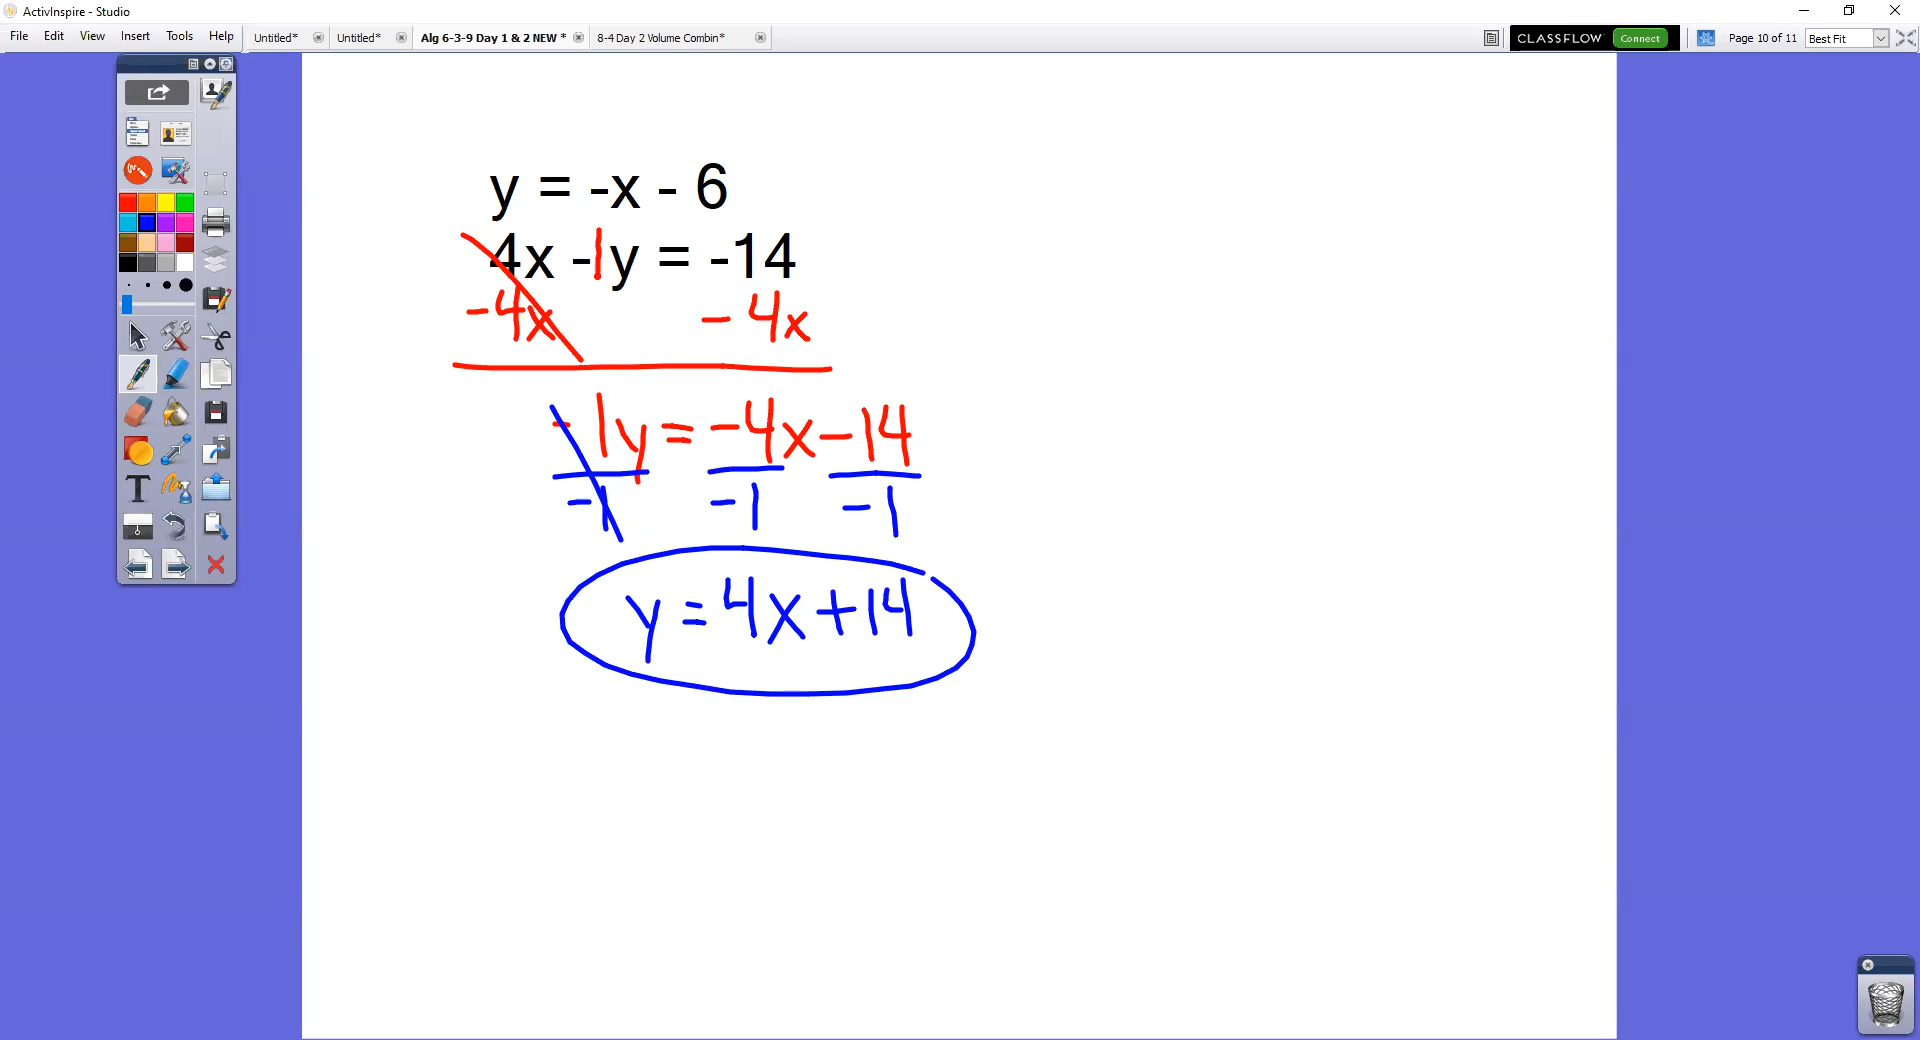 ActivInspire - Studio
File Edit View Insert Tools Help Untitled* Untitled* Alg 6-3-9 Day 1 & 2 NEW * 8-4 Day 2 Volume Combin* CLASSFLOW Connect Page 10 of 11 Best Fit
y = -x - 6
4x - 1y = -14
- 4x - 4x
- 1y = - 4x - 14
- 1 - 1 - 1
y = 4x + 14
T